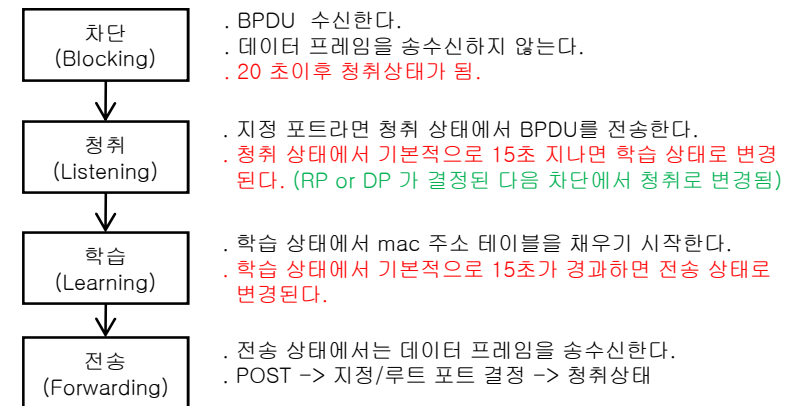 차단
(Blocking)
. BPDU 수신한다.
. 데이터 프레임을 송수신하지 않는다.
. 20 초이후 청취상태가 됨.
청취
(Listening)
. 지정 포트라면 청취 상태에서 BPDU를 전송한다.
. 청취 상태에서 기본적으로 15초 지나면 학습 상태로 변경
된다. (RP or DP 가 결정된 다음 차단에서 청취로 변경됨)
학습
(Learning)
. 학습 상태에서 mac 주소 테이블을 채우기 시작한다.
. 학습 상태에서 기본적으로 15초가 경과하면 전송 상태로
변경된다.
전송
(Forwarding)
. 전송 상태에서는 데이터 프레임을 송수신한다.
. POST -> 지정/루트 포트 결정 -> 청취상태